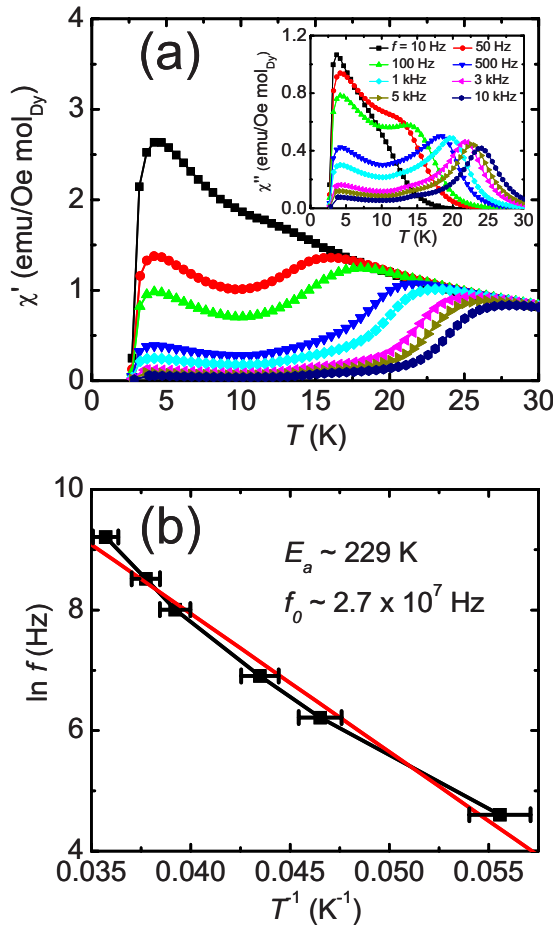 (a)
χ' (emu/Oe mol_Dy)
4
3
2
1
0
0 5 10 15 20 25 30
T (K)
χ'' (emu/Oe mol_Dy)
1.2
0.8
0.4
0.0
f = 10 Hz 50 Hz
100 Hz 500 Hz
1 kHz 3 kHz
5 kHz 10 kHz
0 5 10 15 20 25 30
T (K)
(b)
E_a ~ 229 K
f_0 ~ 2.7 x 10^7 Hz
ln f (Hz)
10
8
6
4
0.035 0.040 0.045 0.050 0.055
T^-1 (K^-1)